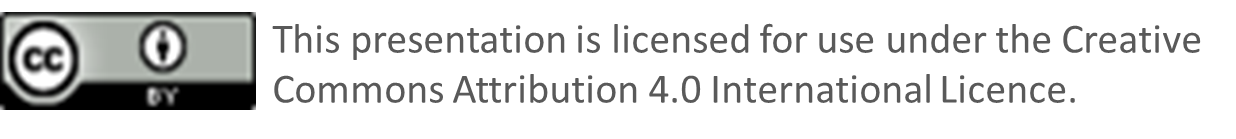 cc
BY
This presentation is licensed for use under the Creative
Commons Attribution 4.0 International Licence.